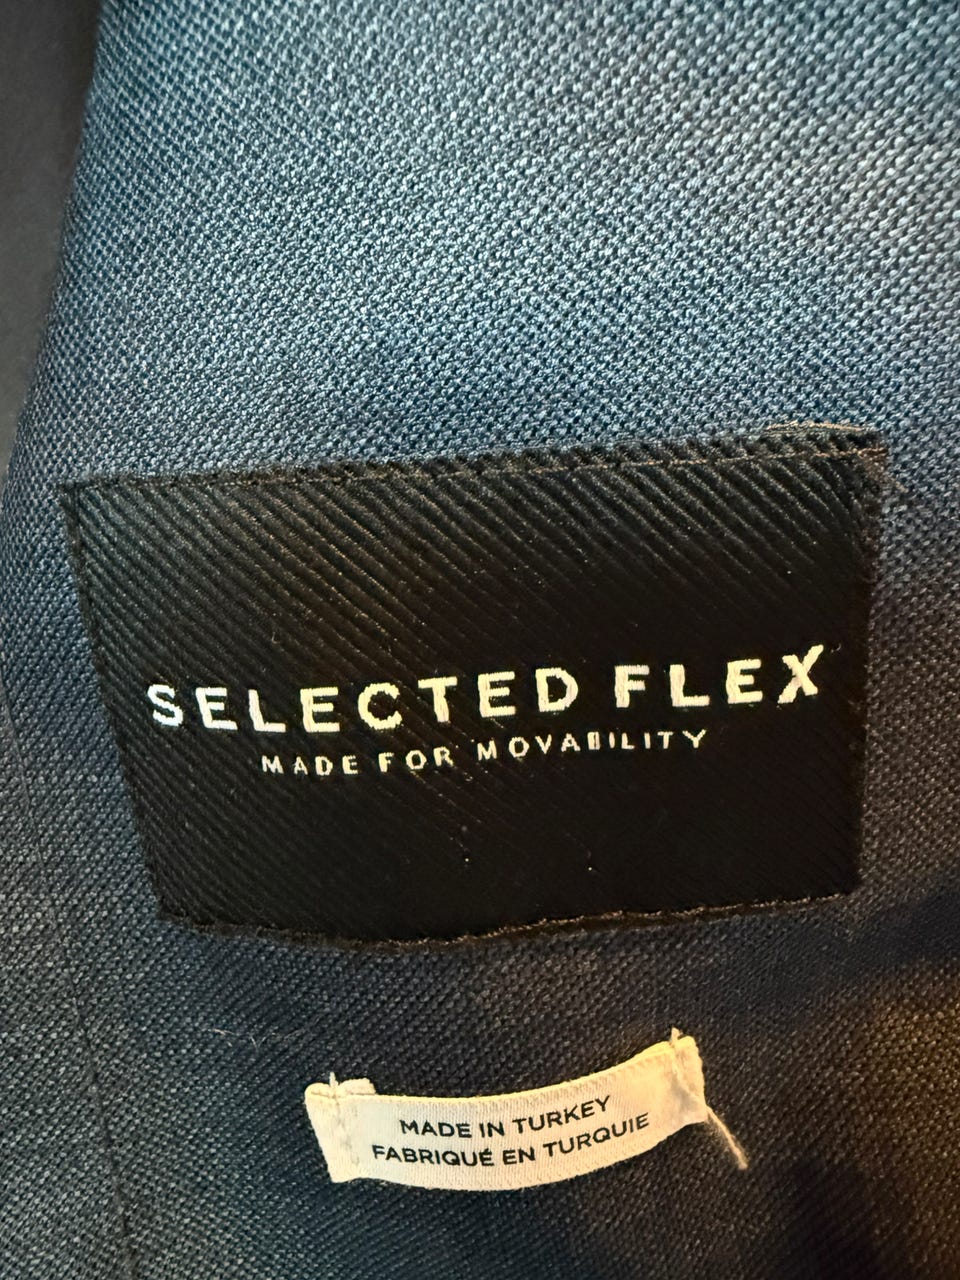 SELECTED FLEX
MADE FOR MOVABILITY
MADE IN TURKEY
FABRIQUÉ EN TURQUIE